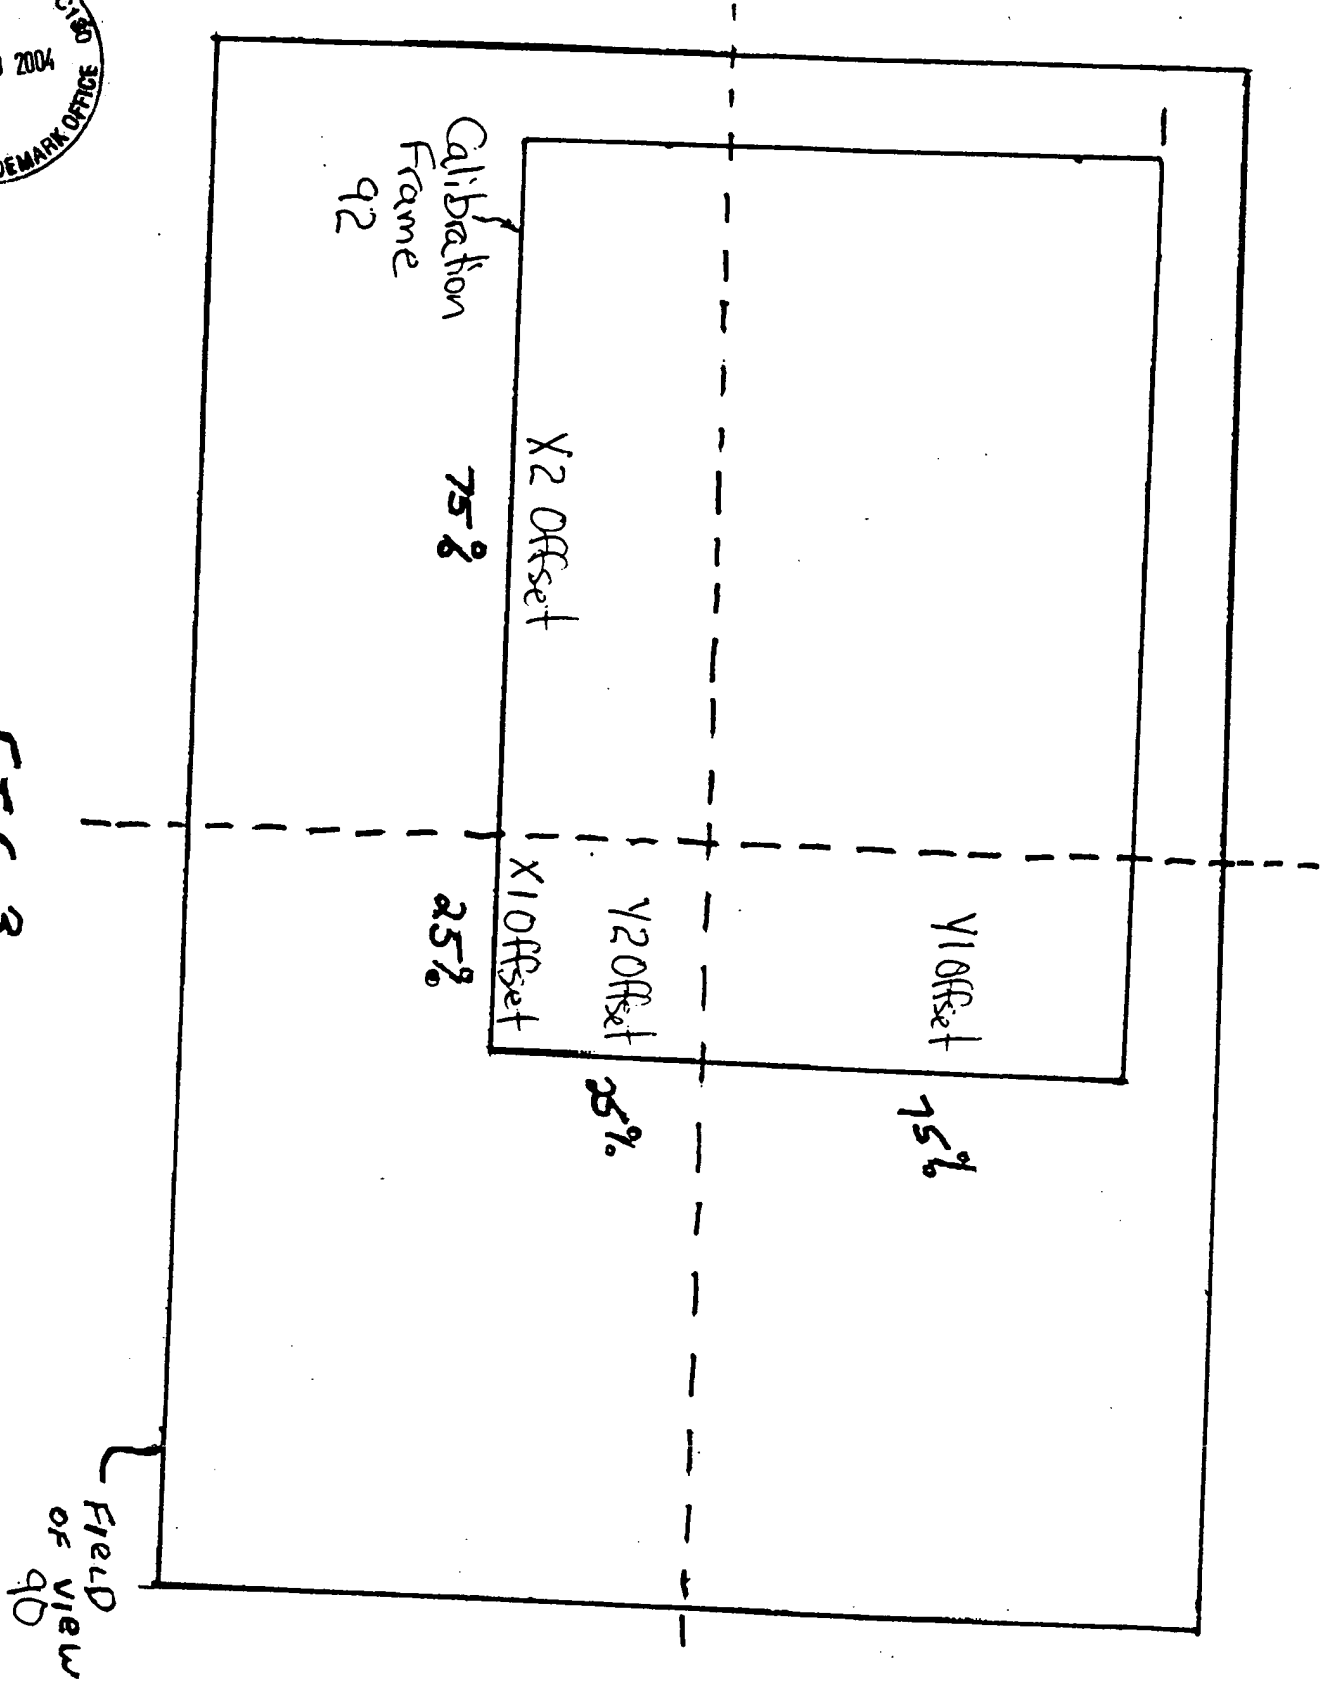 2004
DEMARK OFFICE
Calibration
Frame
92
X2 Offset
75%
X1 Offset
25%
Y2 Offset
25%
Y1 Offset
75%
FIELD
OF VIEW
90